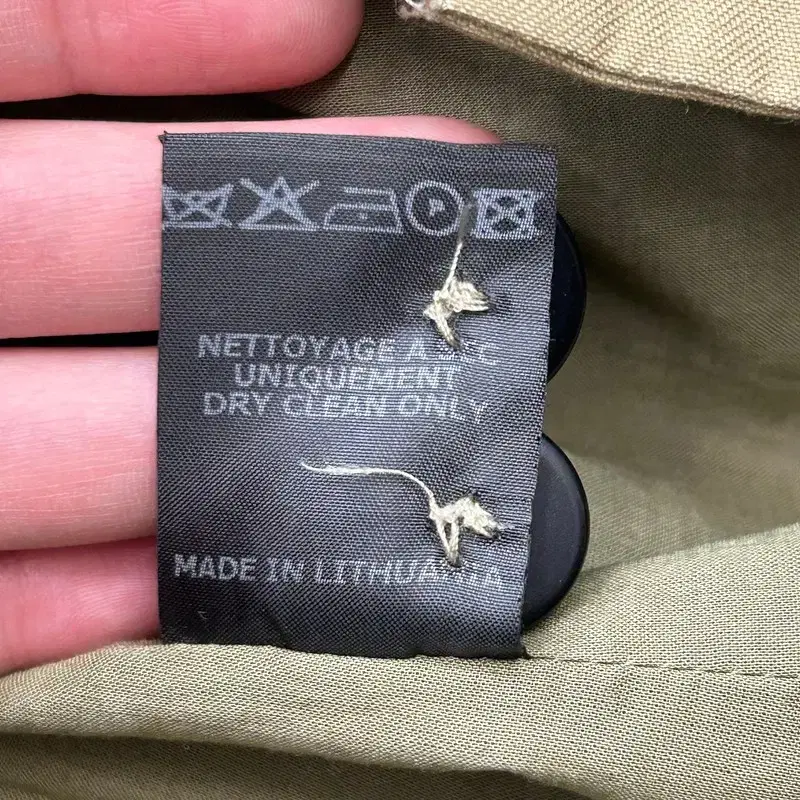 P
NETTOYAGE A SEC
UNIQUEMENT
DRY CLEAN ONLY
MADE IN LITHUANIA